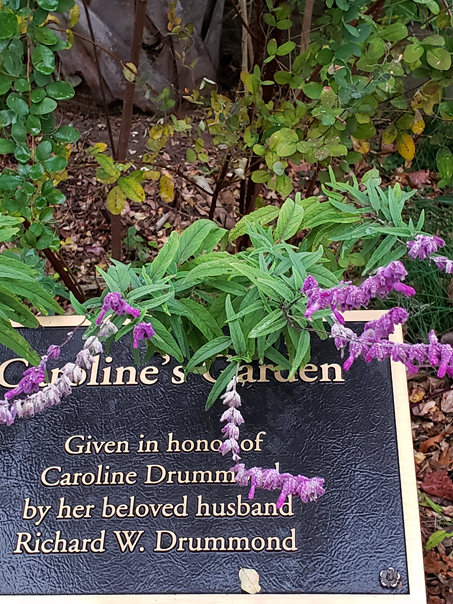 Caroline's Garden
Given in honor of
Caroline Drummond
by her beloved husband
Richard W. Drummond